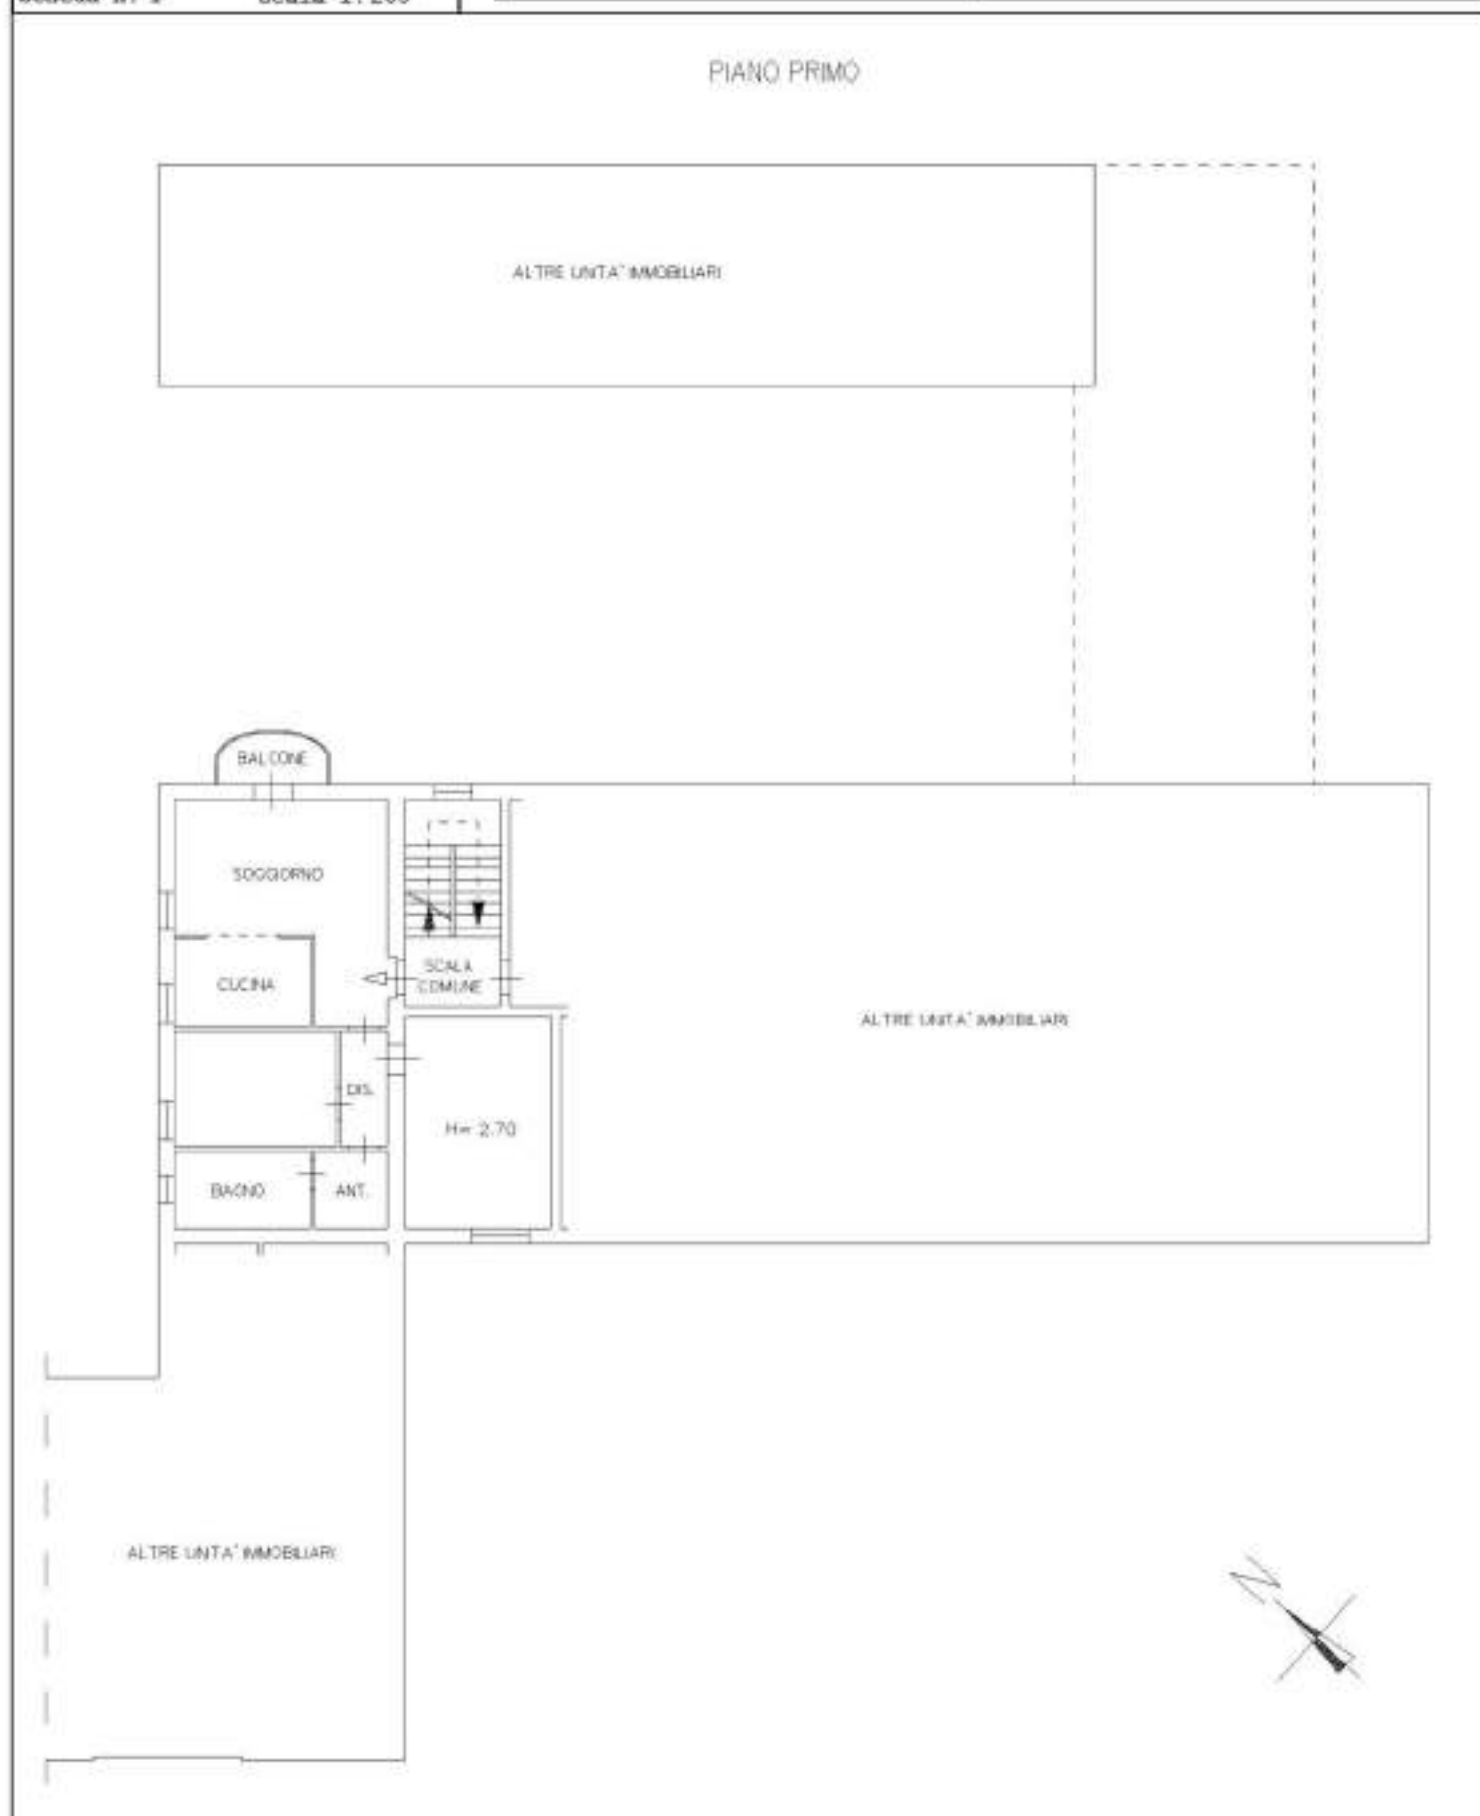 PIANO PRIMO
ALTRE UNITA' IMMOBILIARI
BALCONE
SOGGIORNO
CUCINA
SCALA
COMUNE
ALTRE UNITA' IMMOBILIARI
DIS.
H= 2.70
BAGNO
ANT.
ALTRE UNITA' IMMOBILIARI
N